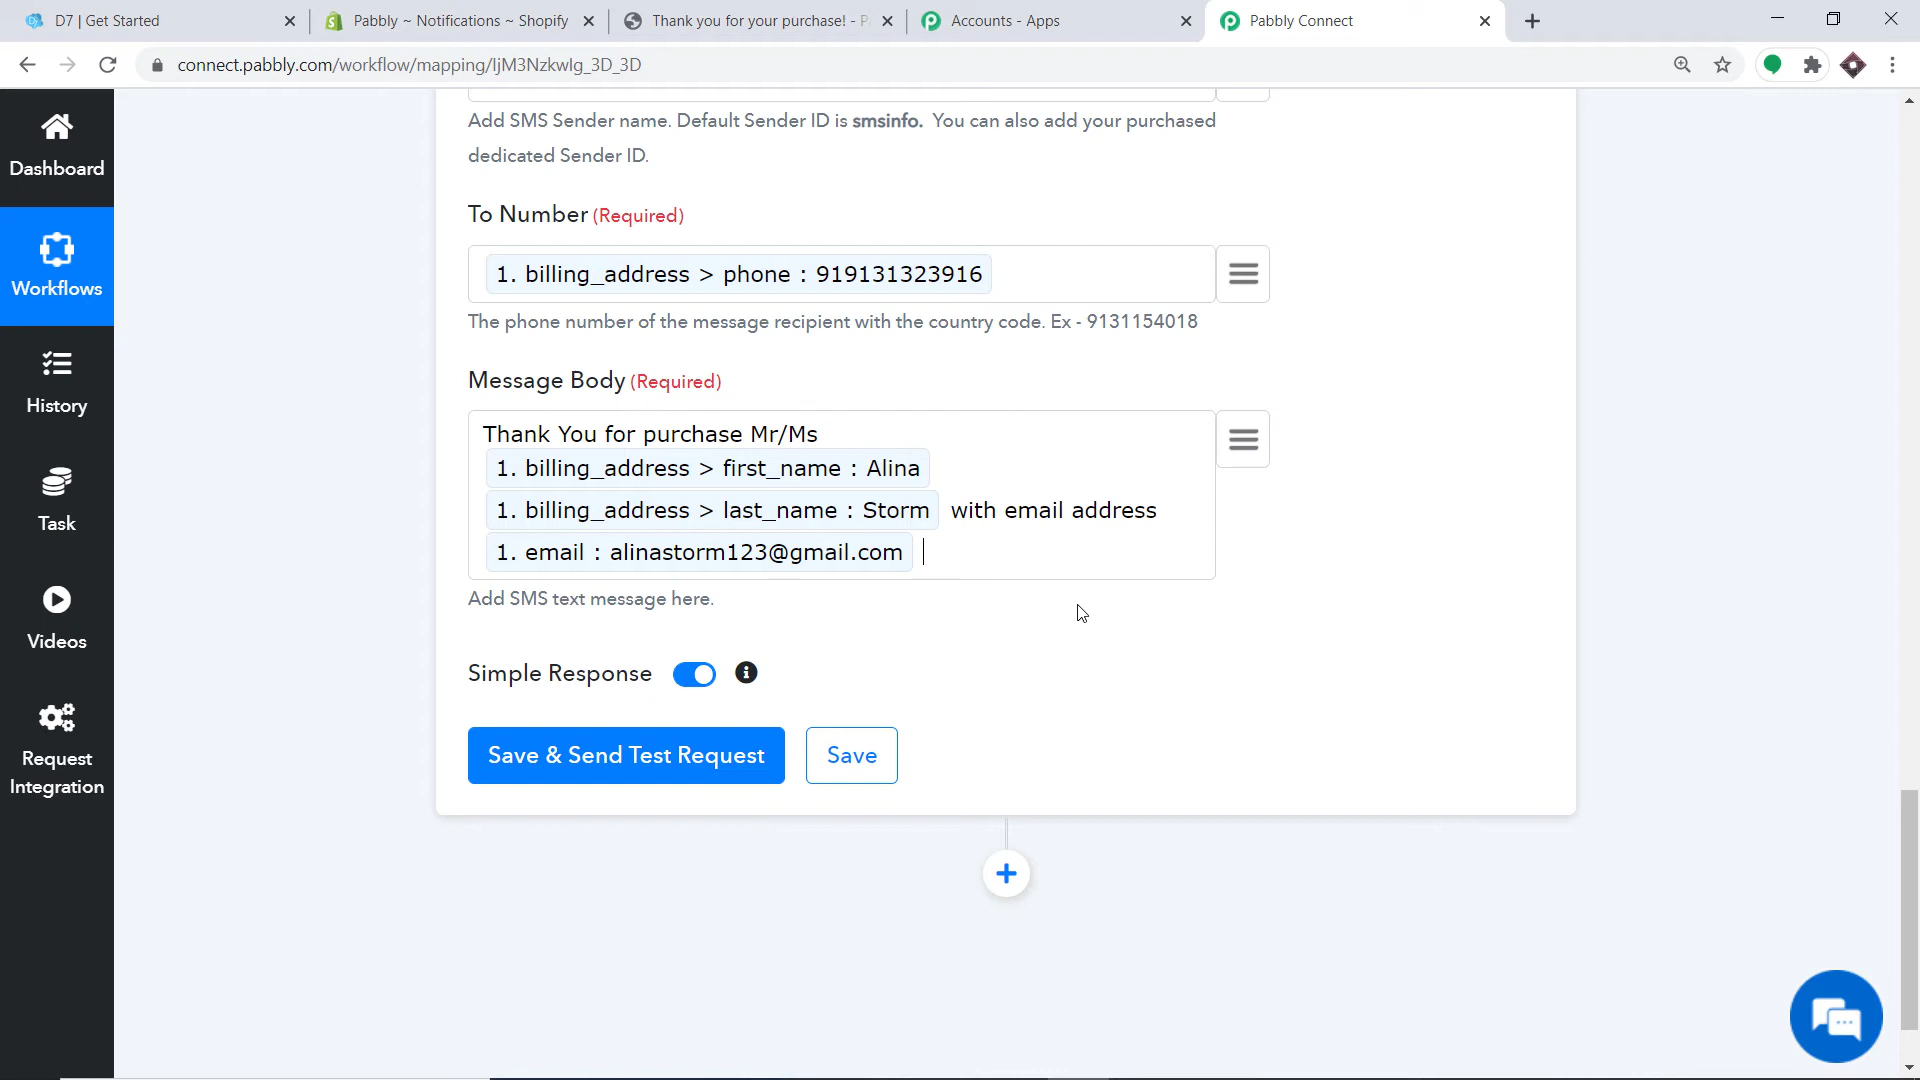 D7 | Get Started
Pabbly ~ Notifications ~ Shopify
Thank you for your purchase! - P
Accounts - Apps
Pabbly Connect
connect.pabbly.com/workflow/mapping/IjM3NzkwIg_3D_3D
Dashboard
Workflows
History
Task
Videos
Request
Integration
Add SMS Sender name. Default Sender ID is smsinfo. You can also add your purchased
dedicated Sender ID.
To Number (Required)
1. billing_address > phone : 919131323916
The phone number of the message recipient with the country code. Ex - 9131154018
Message Body (Required)
Thank You for purchase Mr/Ms
1. billing_address > first_name : Alina
1. billing_address > last_name : Storm with email address
1. email : alinastorm123@gmail.com
Add SMS text message here.
Simple Response
Save & Send Test Request
Save